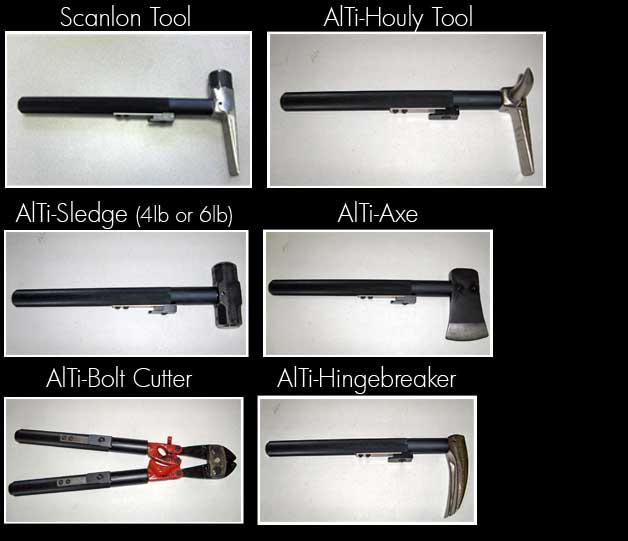 Scanlon Tool
AlTi-Houly Tool
AlTi-Sledge (4lb or 6lb)
AlTi-Axe
AlTi-Bolt Cutter
AlTi-Hingebreaker